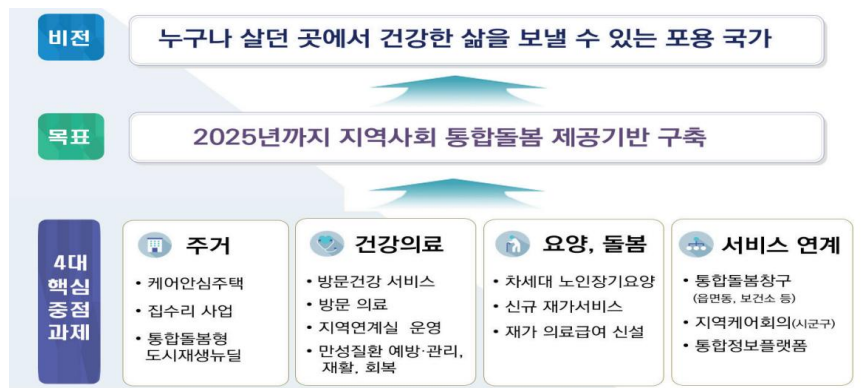 비전
누구나 살던 곳에서 건강한 삶을 보낼 수 있는 포용 국가
목표
2025년까지 지역사회 통합돌봄 제공기반 구축
4대
핵심
중점
과제
주거
• 케어안심주택
• 집수리 사업
• 통합돌봄형
도시재생뉴딜
건강의료
• 방문건강 서비스
• 방문 의료
• 지역연계실 운영
• 만성질환 예방·관리,
재활, 회복
요양, 돌봄
• 차세대 노인장기요양
• 신규 재가서비스
• 재가 의료급여 신설
서비스 연계
• 통합돌봄창구
(읍면동, 보건소 등)
• 지역케어회의(시군구)
• 통합정보플랫폼